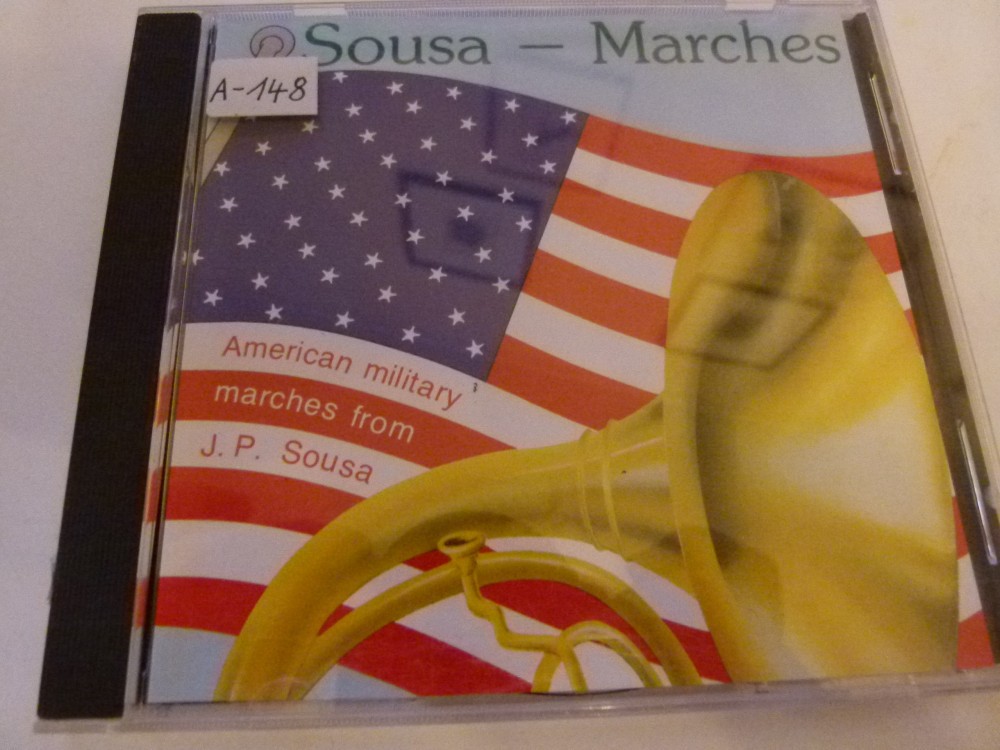 Sousa – Marches
A-148
American military
marches from
J. P. Sousa